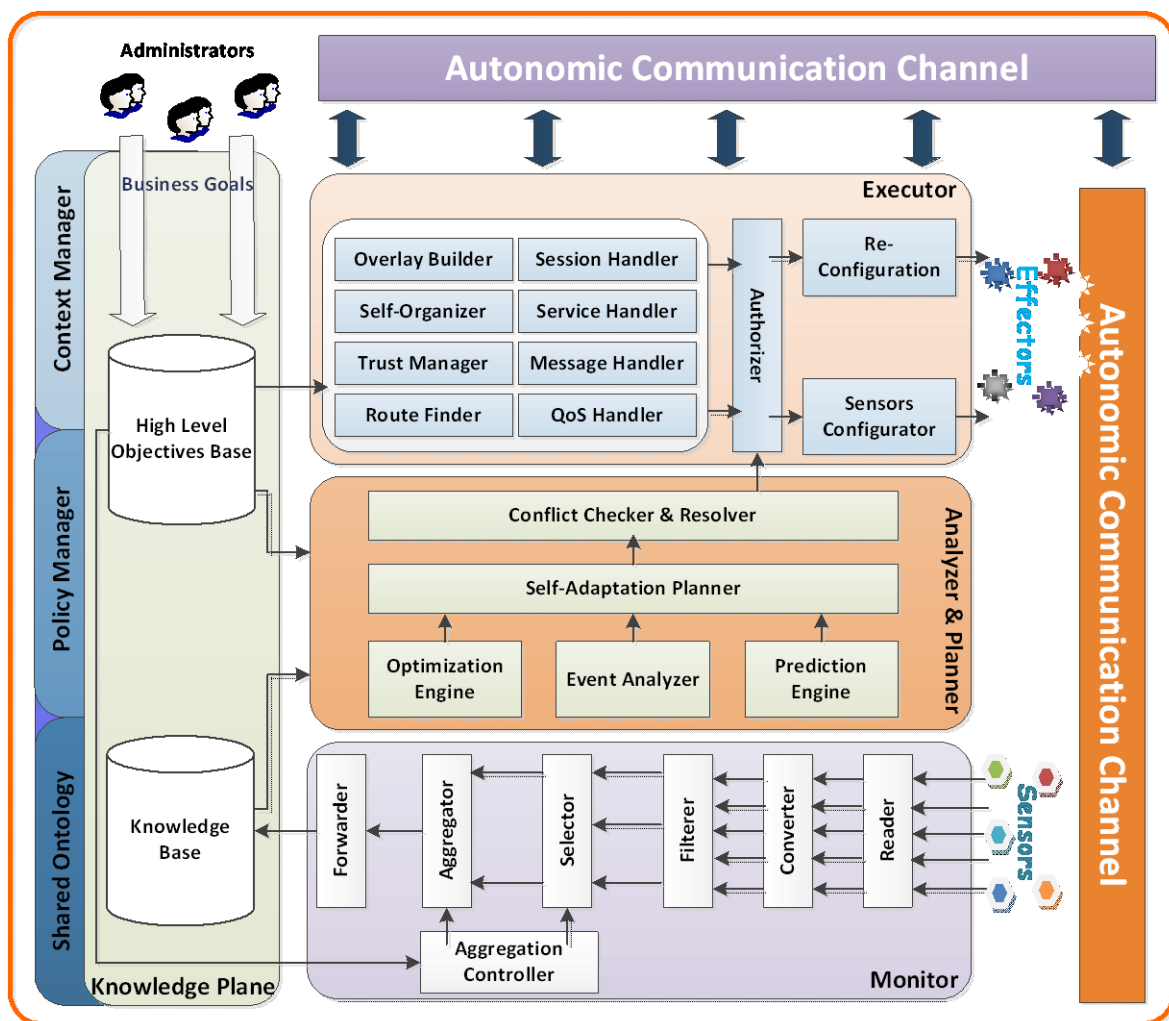 Administrators
Autonomic Communication Channel
Business Goals
Context Manager
Policy Manager
Shared Ontology
High Level
Objectives Base
Knowledge
Base
Knowledge Plane
Executor
Overlay Builder
Session Handler
Self-Organizer
Service Handler
Trust Manager
Message Handler
Route Finder
QoS Handler
Authorizer
Re-
Configuration
Sensors
Configurator
Effectors
Autonomic Communication Channel
Conflict Checker & Resolver
Self-Adaptation Planner
Optimization
Engine
Event Analyzer
Prediction
Engine
Analyzer & Planner
Forwarder
Aggregator
Selector
Filterer
Converter
Reader
Sensors
Aggregation
Controller
Monitor